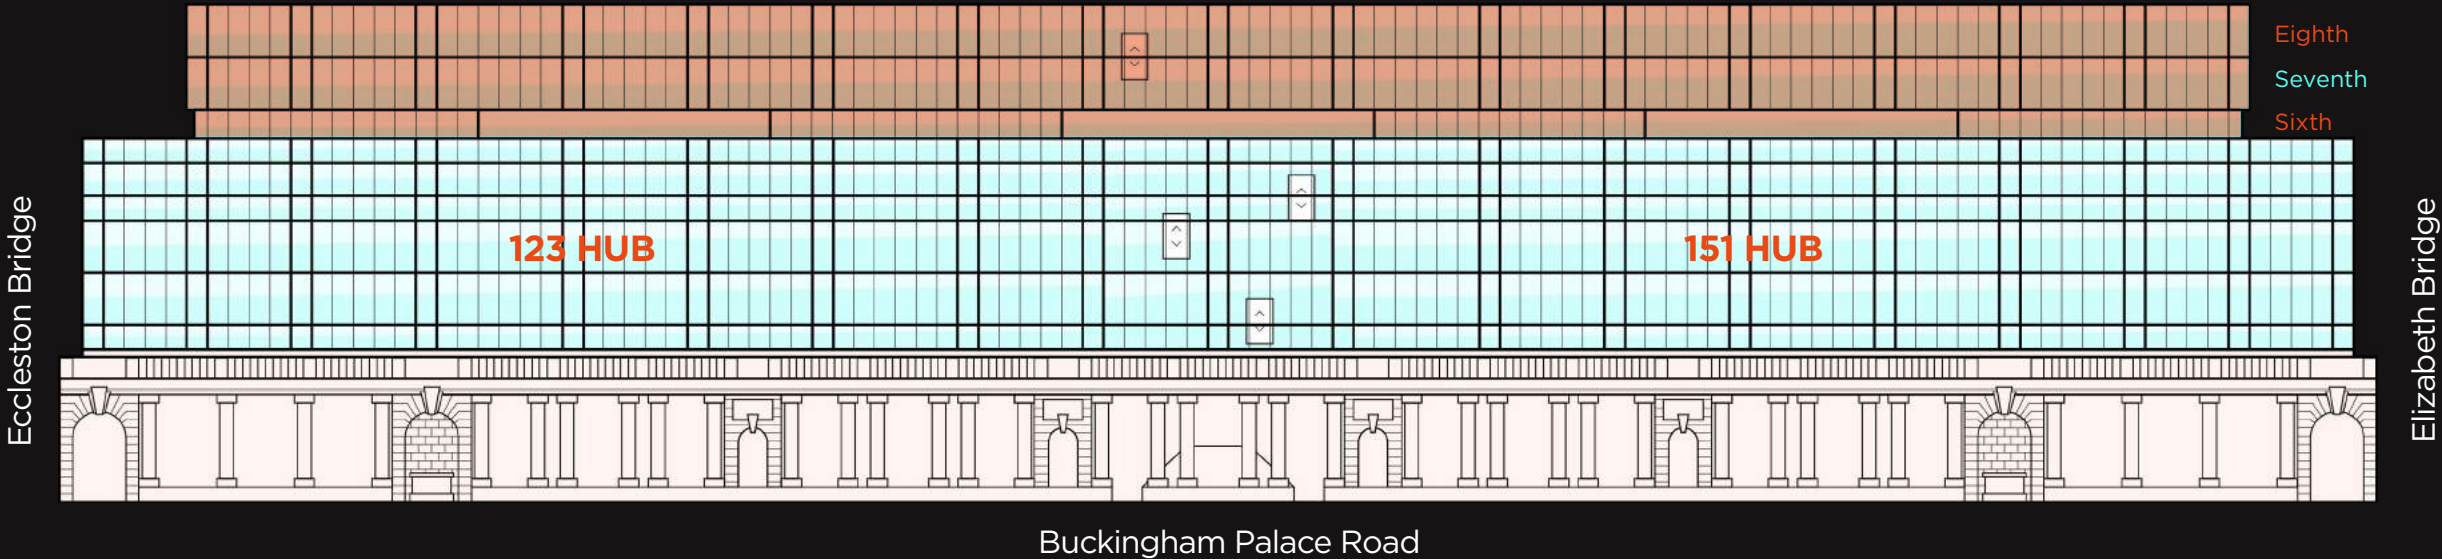 Eighth
Seventh
Sixth
Eccleston Bridge
123 HUB
151 HUB
Elizabeth Bridge
Buckingham Palace Road